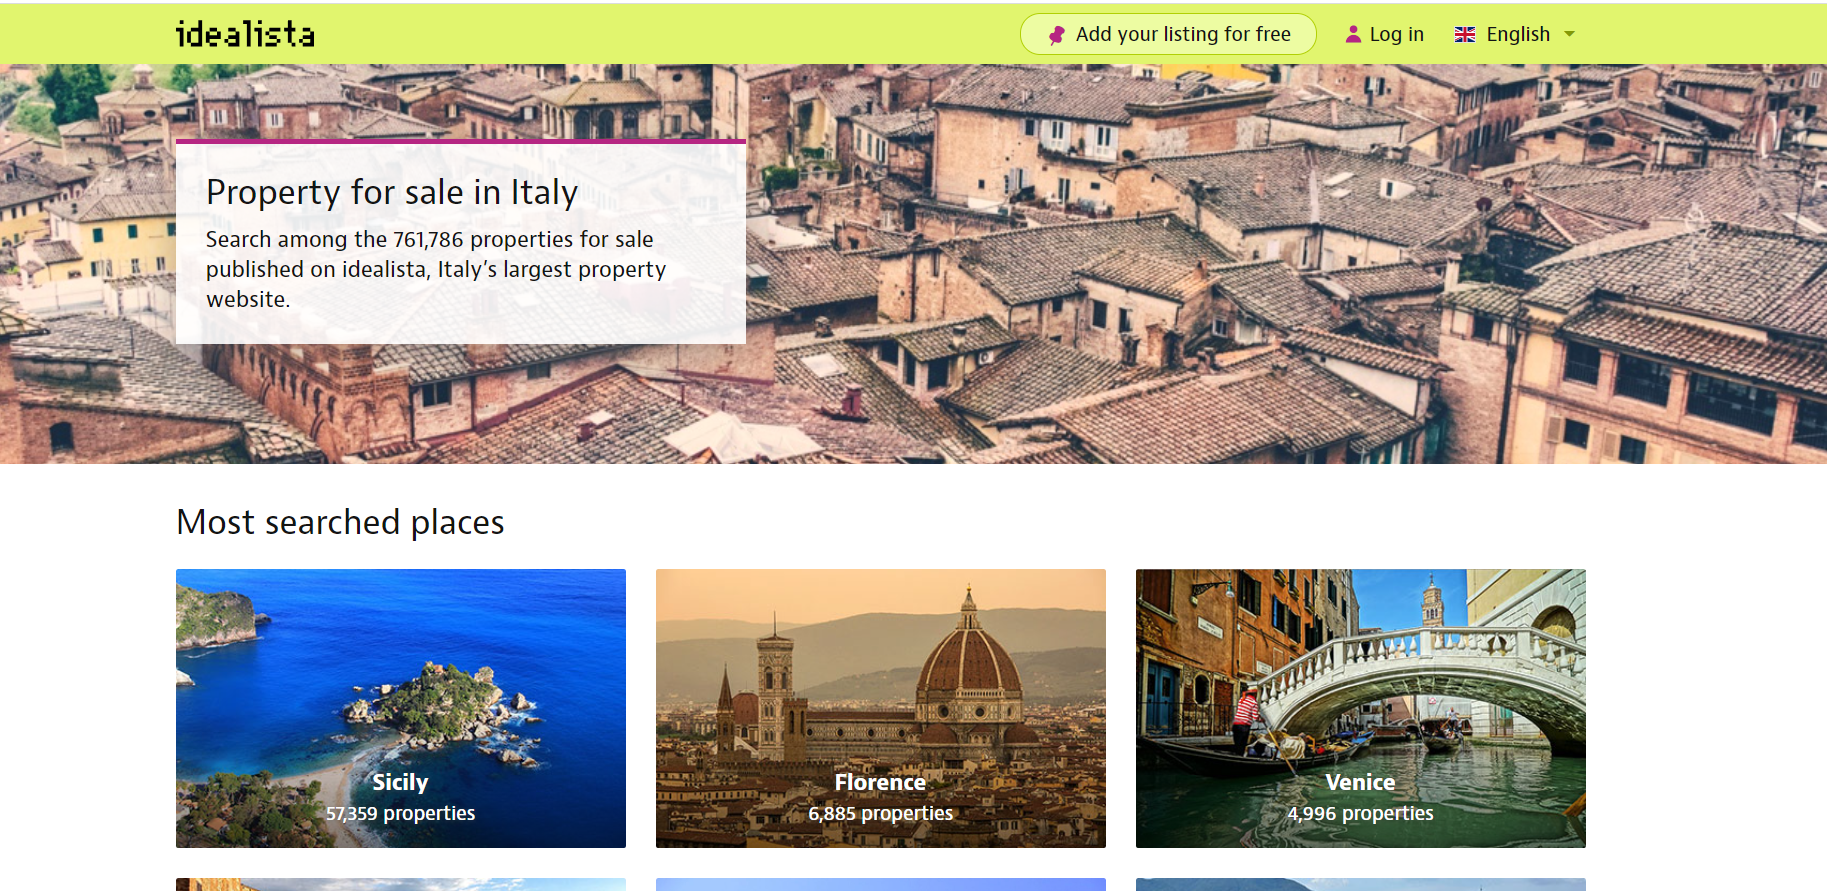 idealista
Add your listing for free
Log in
English
Property for sale in Italy
Search among the 761,786 properties for sale
published on idealista, Italy's largest property
website.
Most searched places
Sicily
57,359 properties
Florence
6,885 properties
Venice
4,996 properties